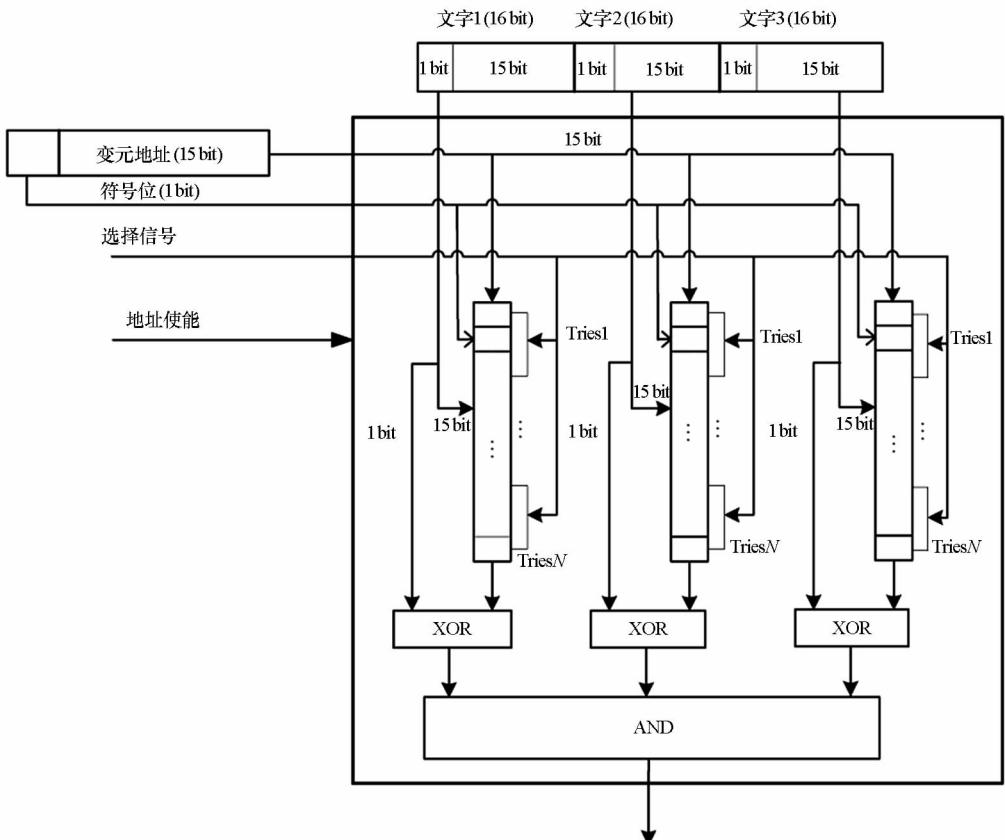 文字1(16 bit) 文字2(16 bit) 文字3(16 bit)
1 bit 15 bit 1 bit 15 bit 1 bit 15 bit
15 bit
变元地址(15 bit)
符号位(1 bit)
选择信号
地址使能
Tries1 Tries1 Tries1
15 bit
1 bit 15 bit 1 bit 1 bit 15 bit
⋮ ⋮ ⋮ ⋮ ⋮ ⋮
TriesN TriesN TriesN
XOR XOR XOR
AND